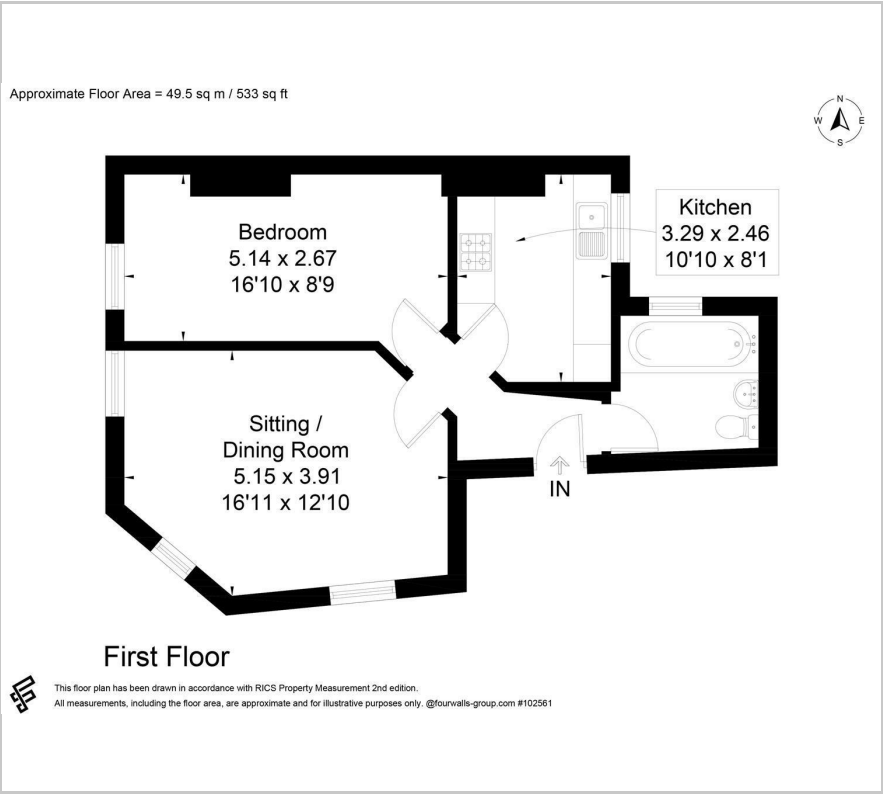 Approximate Floor Area = 49.5 sq m / 533 sq ft
N
W E
S
Bedroom
5.14 x 2.67
16'10 x 8'9
Kitchen
3.29 x 2.46
10'10 x 8'1
Sitting /
Dining Room
5.15 x 3.91
16'11 x 12'10
IN
First Floor
This floor plan has been drawn in accordance with RICS Property Measurement 2nd edition.
All measurements, including the floor area, are approximate and for illustrative purposes only. @fourwalls-group.com #102561